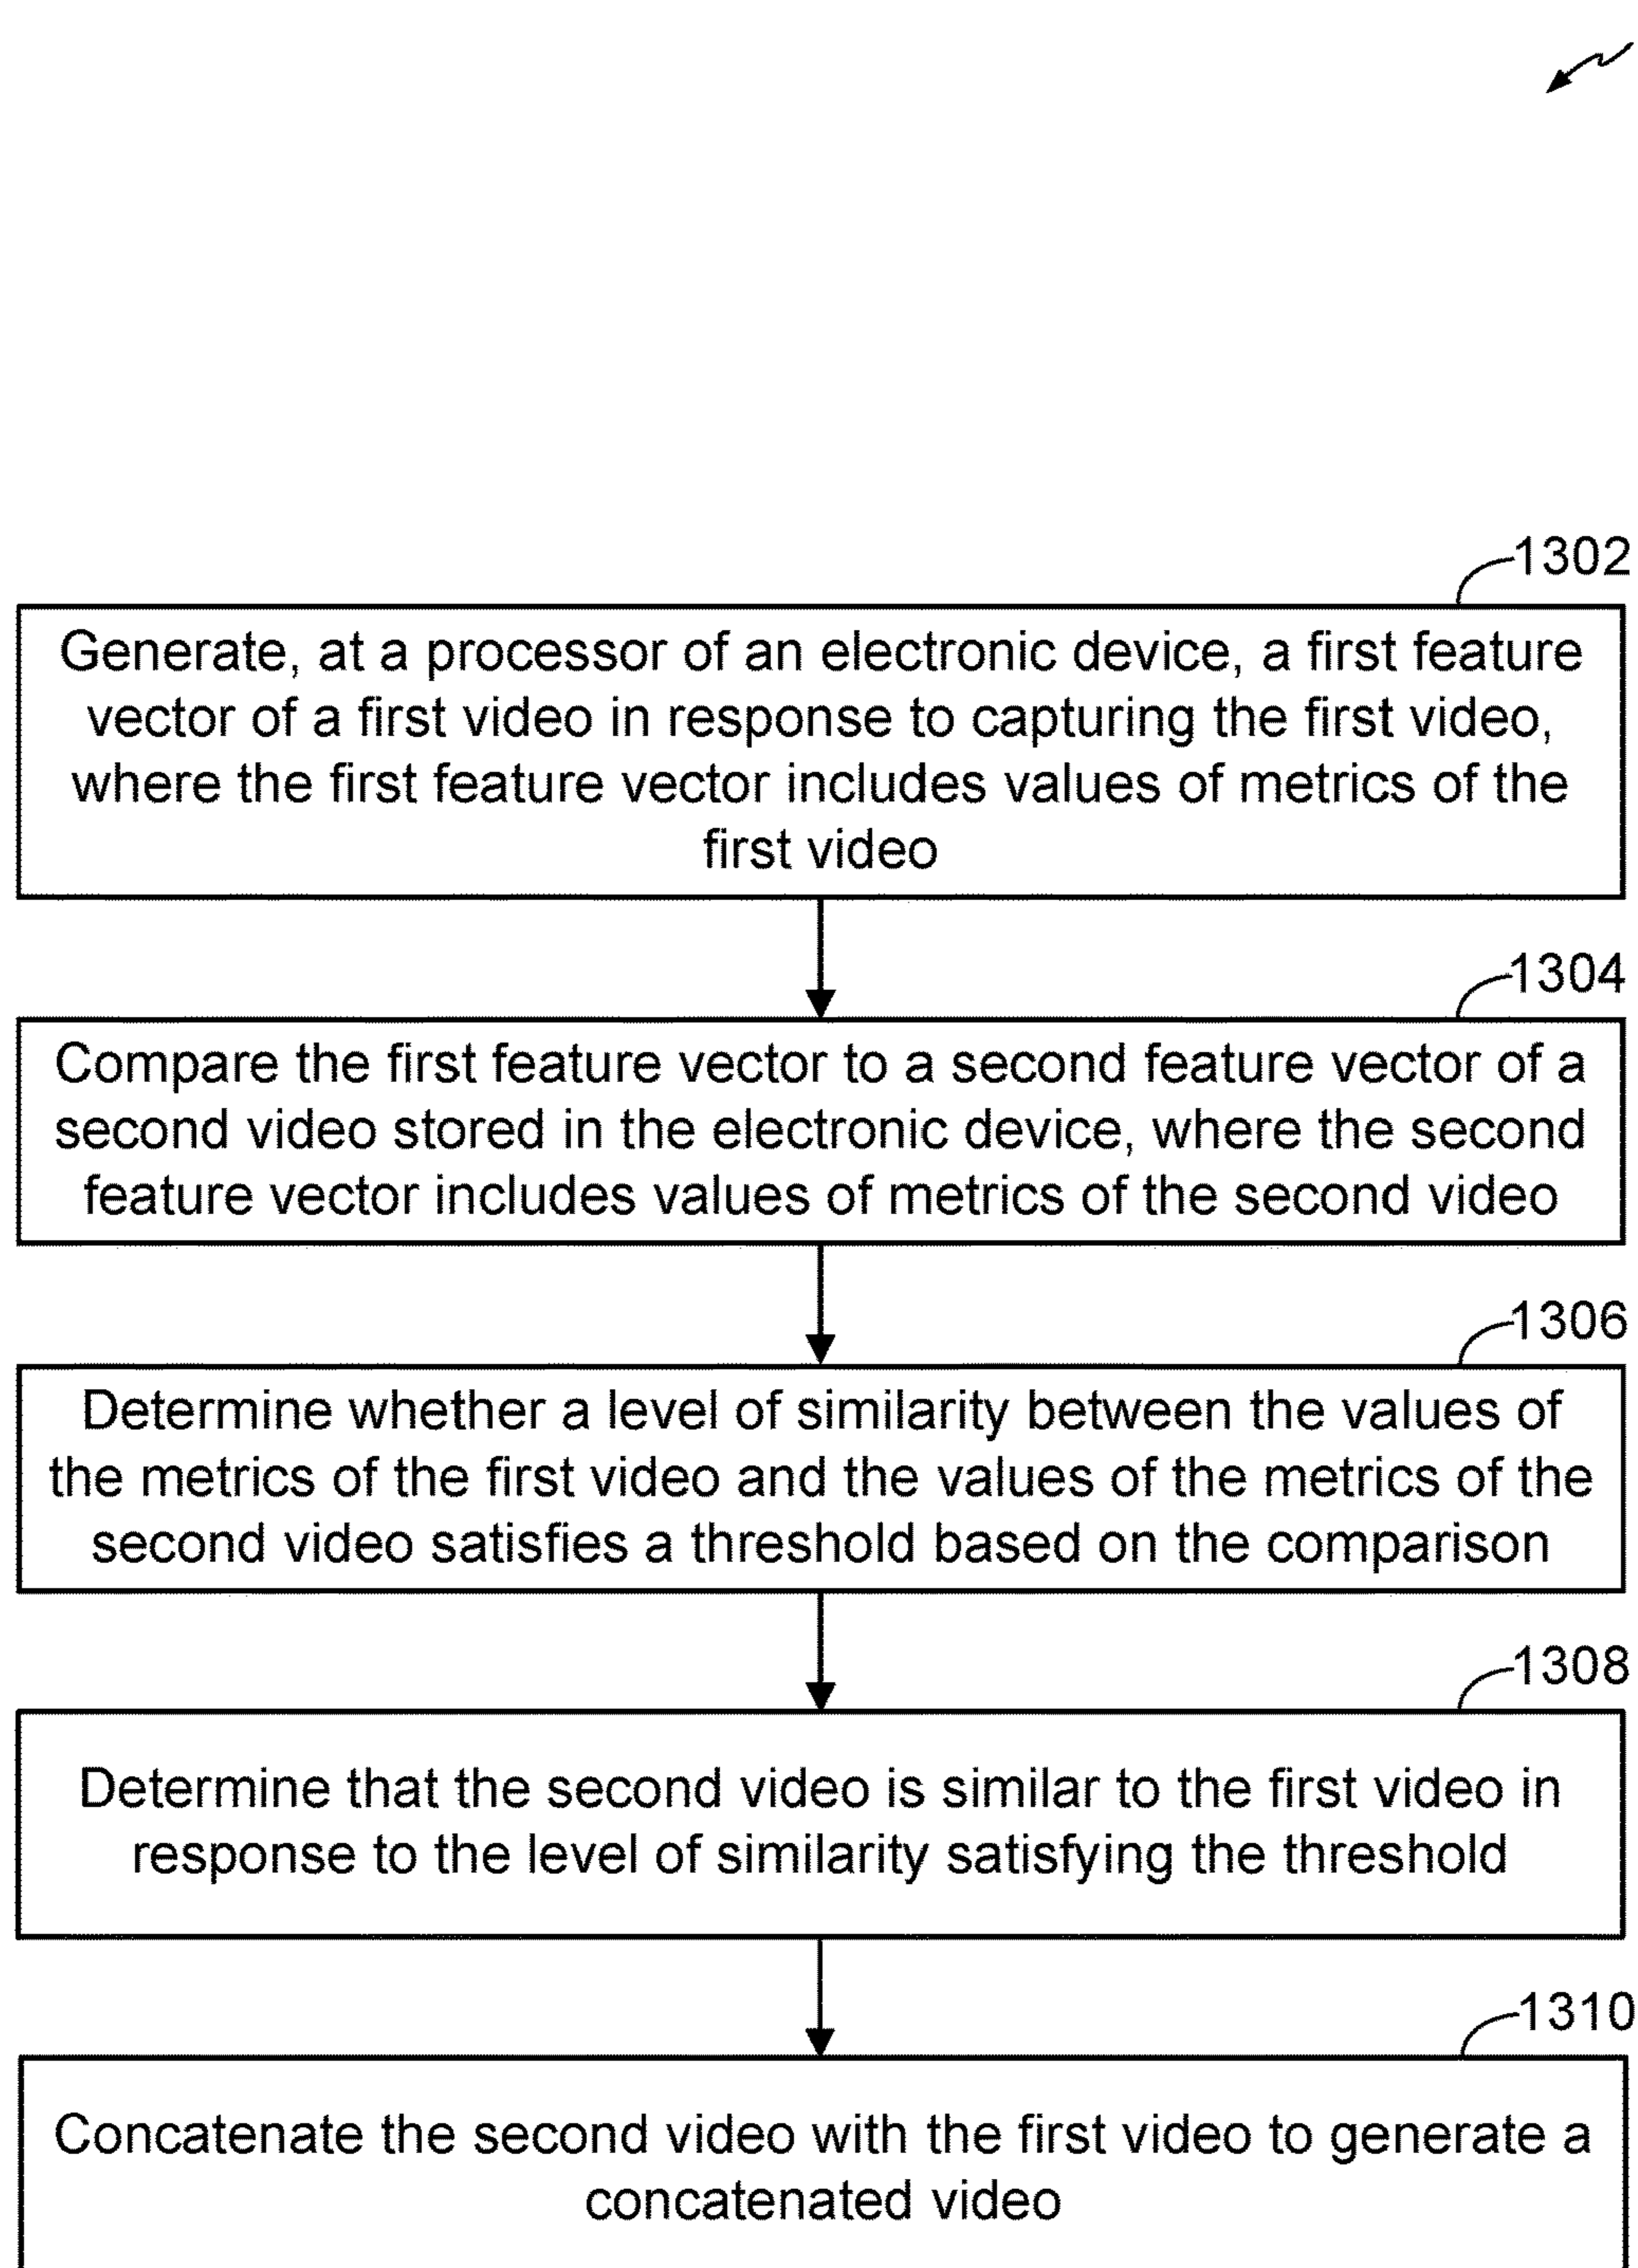 1302
Generate, at a processor of an electronic device, a first feature
vector of a first video in response to capturing the first video,
where the first feature vector includes values of metrics of the
first video
1304
Compare the first feature vector to a second feature vector of a
second video stored in the electronic device, where the second
feature vector includes values of metrics of the second video
1306
Determine whether a level of similarity between the values of
the metrics of the first video and the values of the metrics of the
second video satisfies a threshold based on the comparison
1308
Determine that the second video is similar to the first video in
response to the level of similarity satisfying the threshold
1310
Concatenate the second video with the first video to generate a
concatenated video